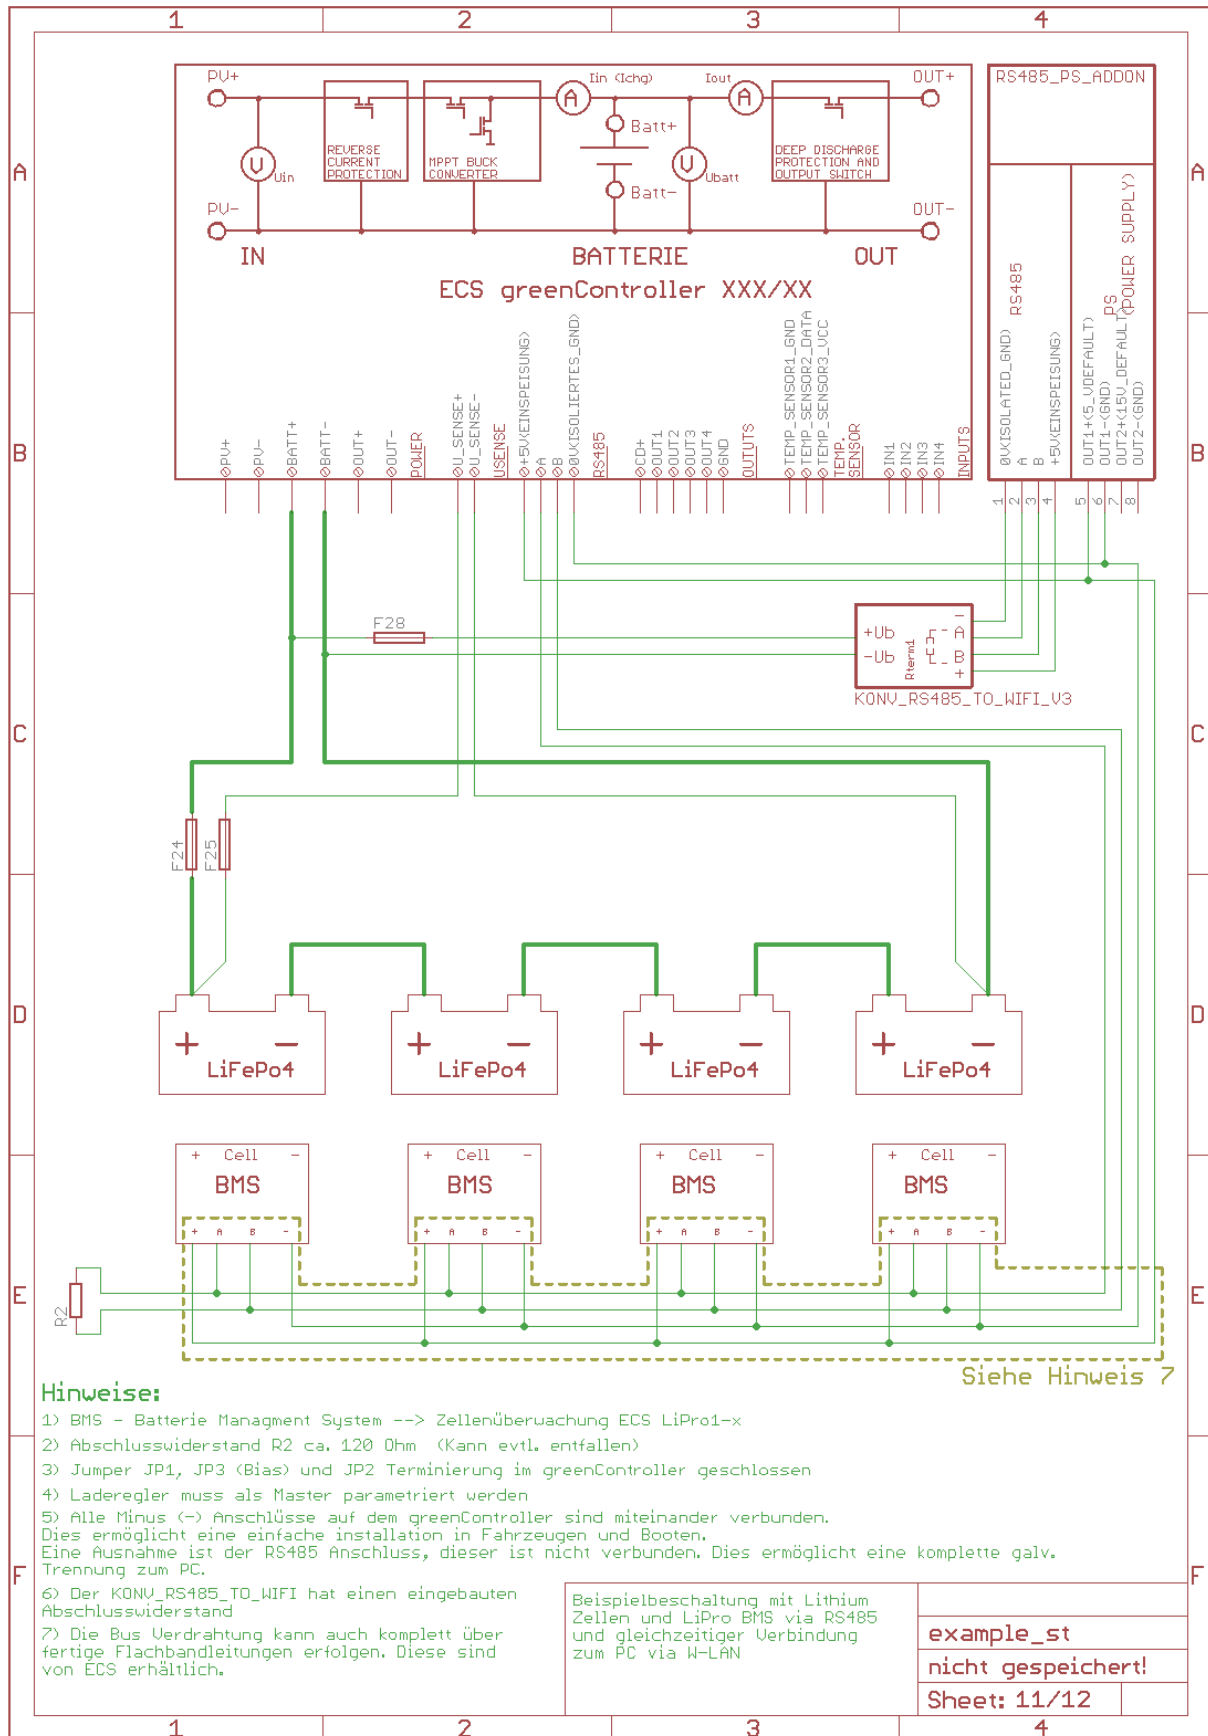 1 2 3 4
PV+
Iin (Ichg)
Iout
OUT+
RS485_PS_ADDON
A
A
Batt+
V
Uin
REVERSE
CURRENT
PROTECTION
MPPT BUCK
CONVERTER
V
Ubatt
DEEP DISCHARGE
PROTECTION AND
OUTPUT SWITCH
A
A
Batt-
PV-
OUT-
IN
BATTERIE
OUT
ECS greenController XXX/XX
RS485
PS
(POWER SUPPLY)
B
PV+
PV-
BATT+
BATT-
OUT+
OUT-
POWER
U_SENSE+
U_SENSE-
USENSE
+5V(EINSPEISUNG)
A
B
0V(ISOLIERTES_GND)
RS485
CD+
OUT1
OUT2
OUT3
OUT4
GND
OUTUTS
TEMP_SENSOR1_GND
TEMP_SENSOR2_DATA
TEMP_SENSOR3_VCC
TEMP.
SENSOR
IN1
IN2
IN3
IN4
INPUTS
0V(ISOLATED_GND)
A
B
+5V(EINSPEISUNG)
OUT1+(5_VDEFAULT)
OUT1-(GND)
OUT2+(15V_DEFAULT)
OUT2-(GND)
B
1 2 3 4 5 6 7 8
F28
+Ub
-Ub
Rterm1
-
A
B
+
KONV_RS485_TO_WIFI_V3
C
C
F24
F25
D
D
+ -
LiFePo4
+ -
LiFePo4
+ -
LiFePo4
+ -
LiFePo4
+ Cell -
BMS
+ A B -
+ Cell -
BMS
+ A B -
+ Cell -
BMS
+ A B -
+ Cell -
BMS
+ A B -
E
R2
E
Siehe Hinweis 7
Hinweise:
1) BMS - Batterie Managment System --> Zellenüberwachung ECS LiPro1-x
2) Abschlusswiderstand R2 ca. 120 Ohm (Kann evtl. entfallen)
3) Jumper JP1, JP3 (Bias) und JP2 Terminierung im greenController geschlossen
4) Laderegler muss als Master parametriert werden
5) Alle Minus (-) Anschlüsse auf dem greenController sind miteinander verbunden.
Dies ermöglicht eine einfache installation in Fahrzeugen und Booten.
Eine Ausnahme ist der RS485 Anschluss, dieser ist nicht verbunden. Dies ermöglicht eine komplette galv.
Trennung zum PC.
F
F
6) Der KONV_RS485_TO_WIFI hat einen eingebauten
Abschlusswiderstand
7) Die Bus Verdrahtung kann auch komplett über
fertige Flachbandleitungen erfolgen. Diese sind
von ECS erhältlich.
Beispielbeschaltung mit Lithium
Zellen und LiPro BMS via RS485
und gleichzeitiger Verbindung
zum PC via W-LAN
example_st
nicht gespeichert!
Sheet: 11/12
1 2 3 4